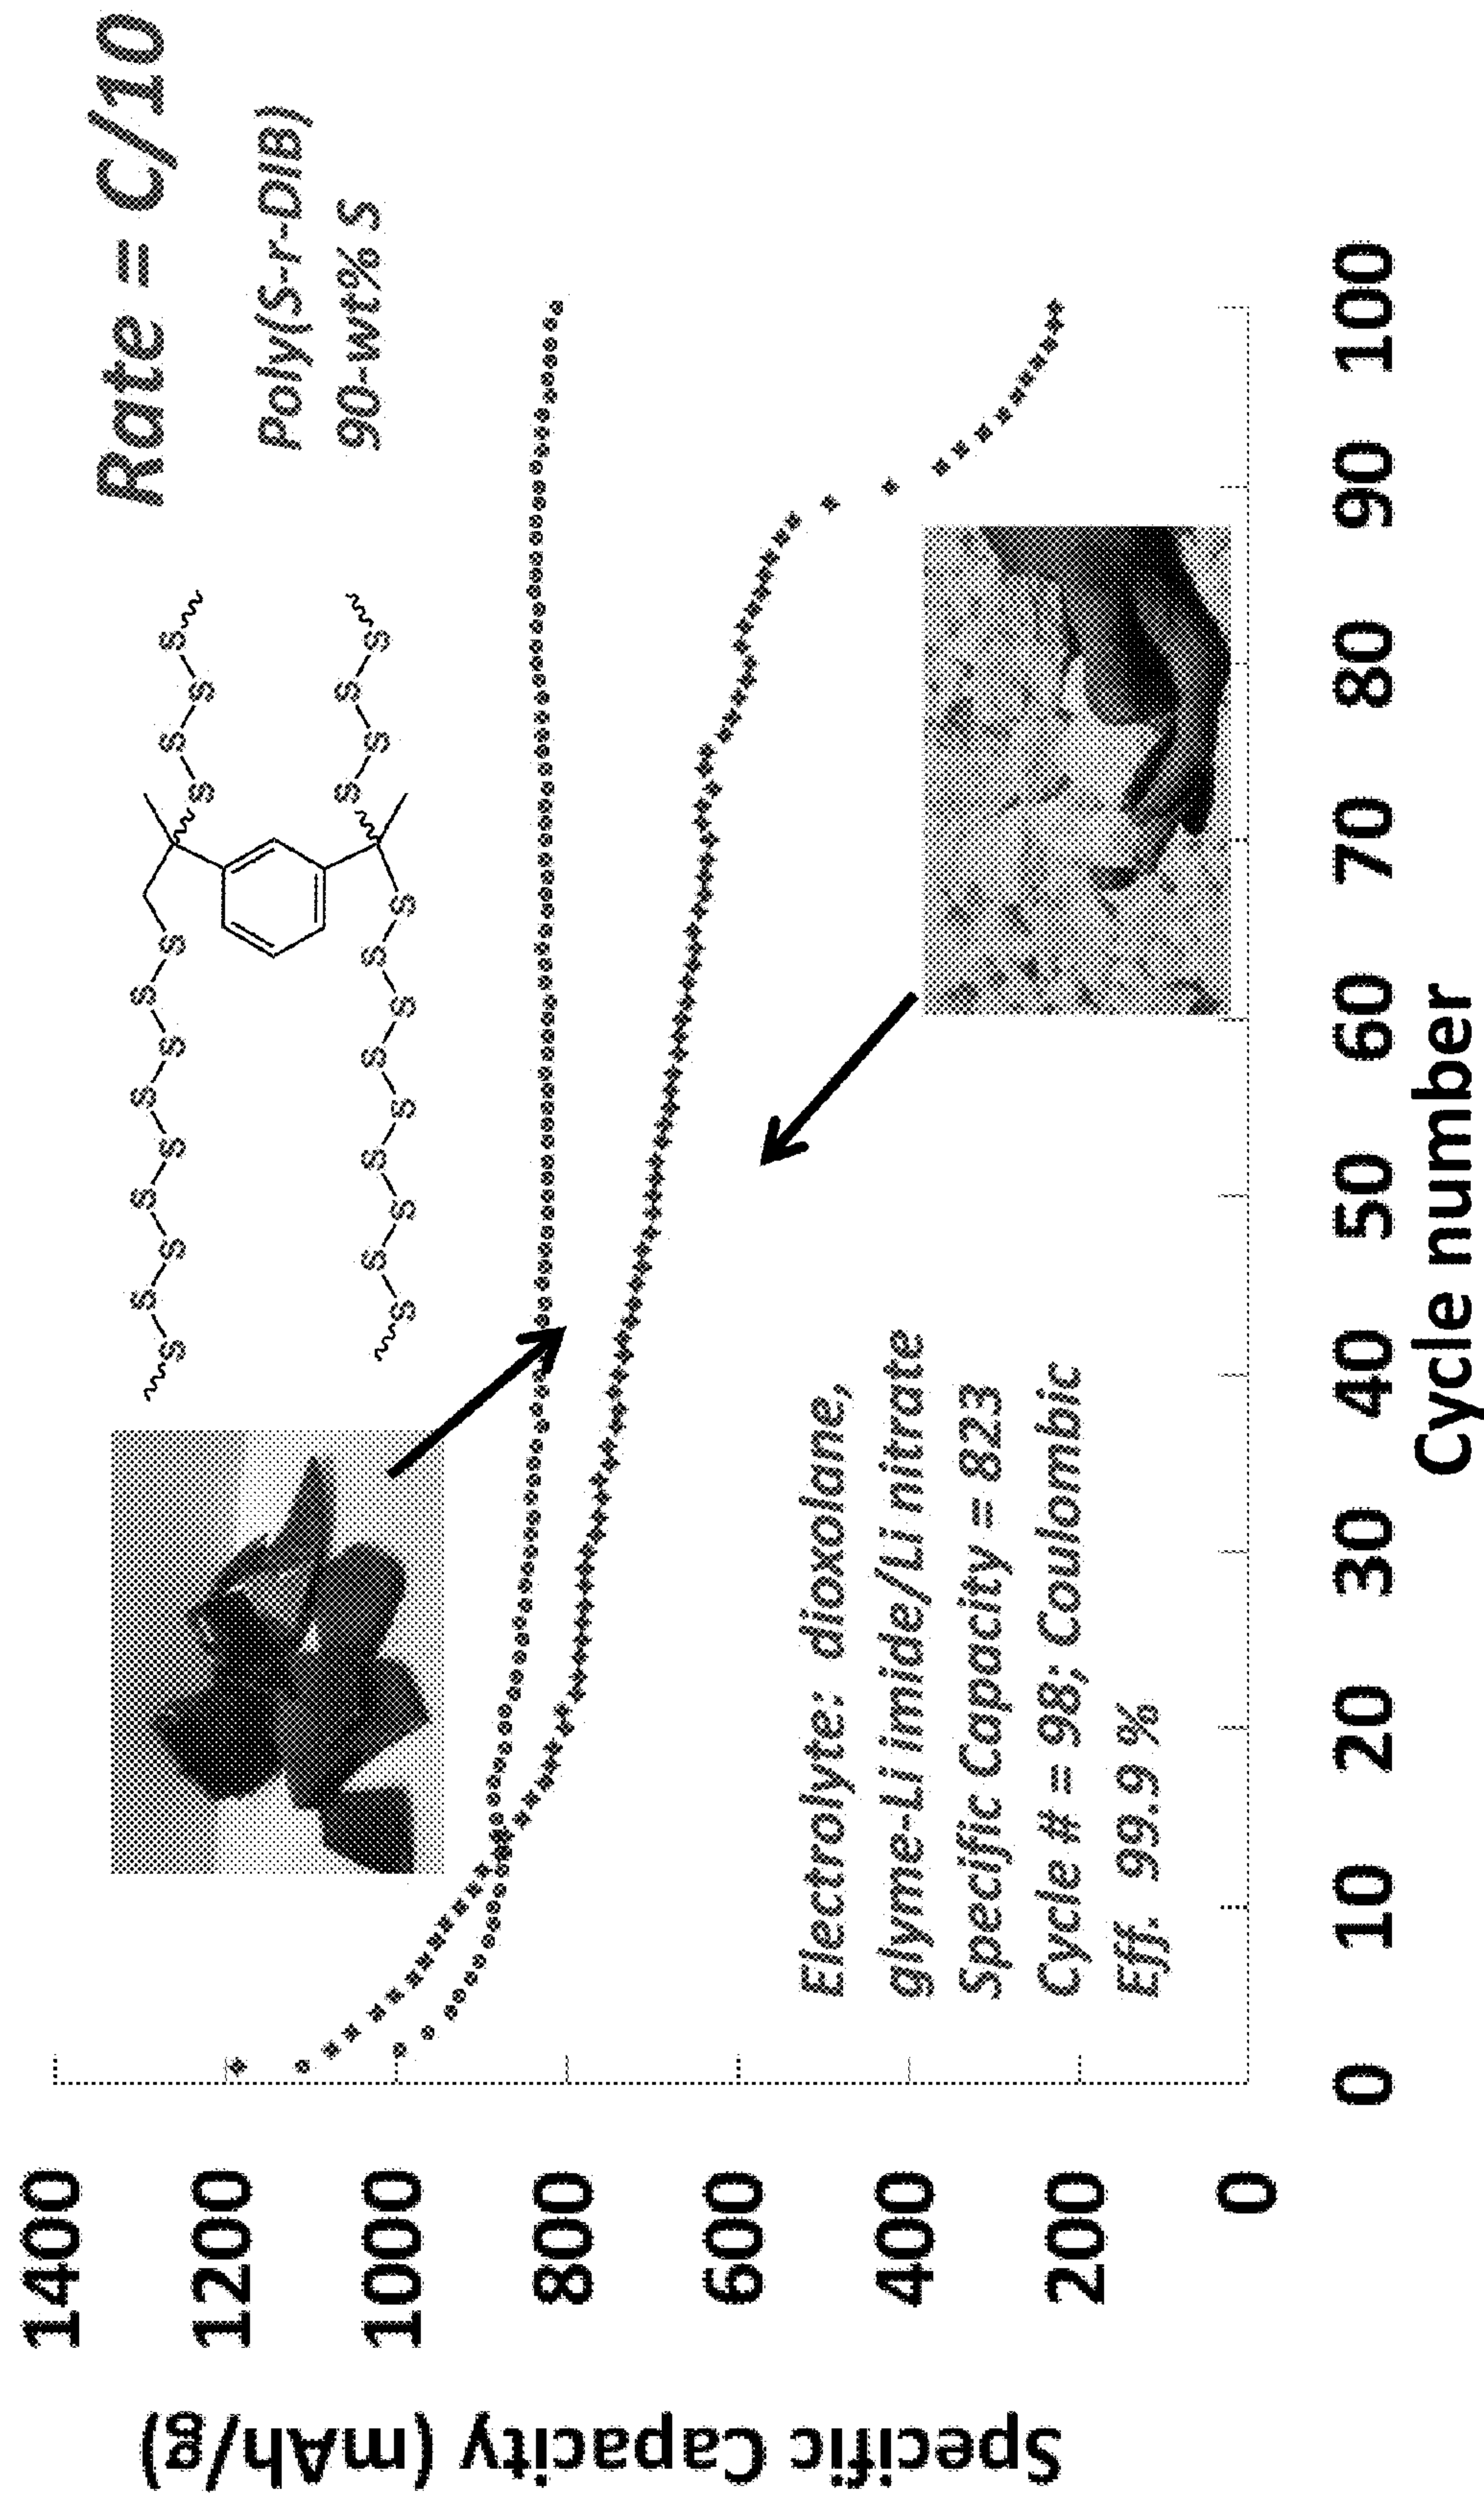 Rate = C/10
Poly(S-r-DIB)
90-wt% S
S S S S
S S S S
S S S S S S S S S
S S S S S S S S S
Electrolyte: dioxolane,
glyme-Li imide/Li nitrate
Specific Capacity = 823
Cycle # = 98; Coulombic
Eff. 99.9 %
Specific Capacity (mAh/g)
1400
1200
1000
800
600
400
200
0
0 10 20 30 40 50 60 70 80 90 100
Cycle number